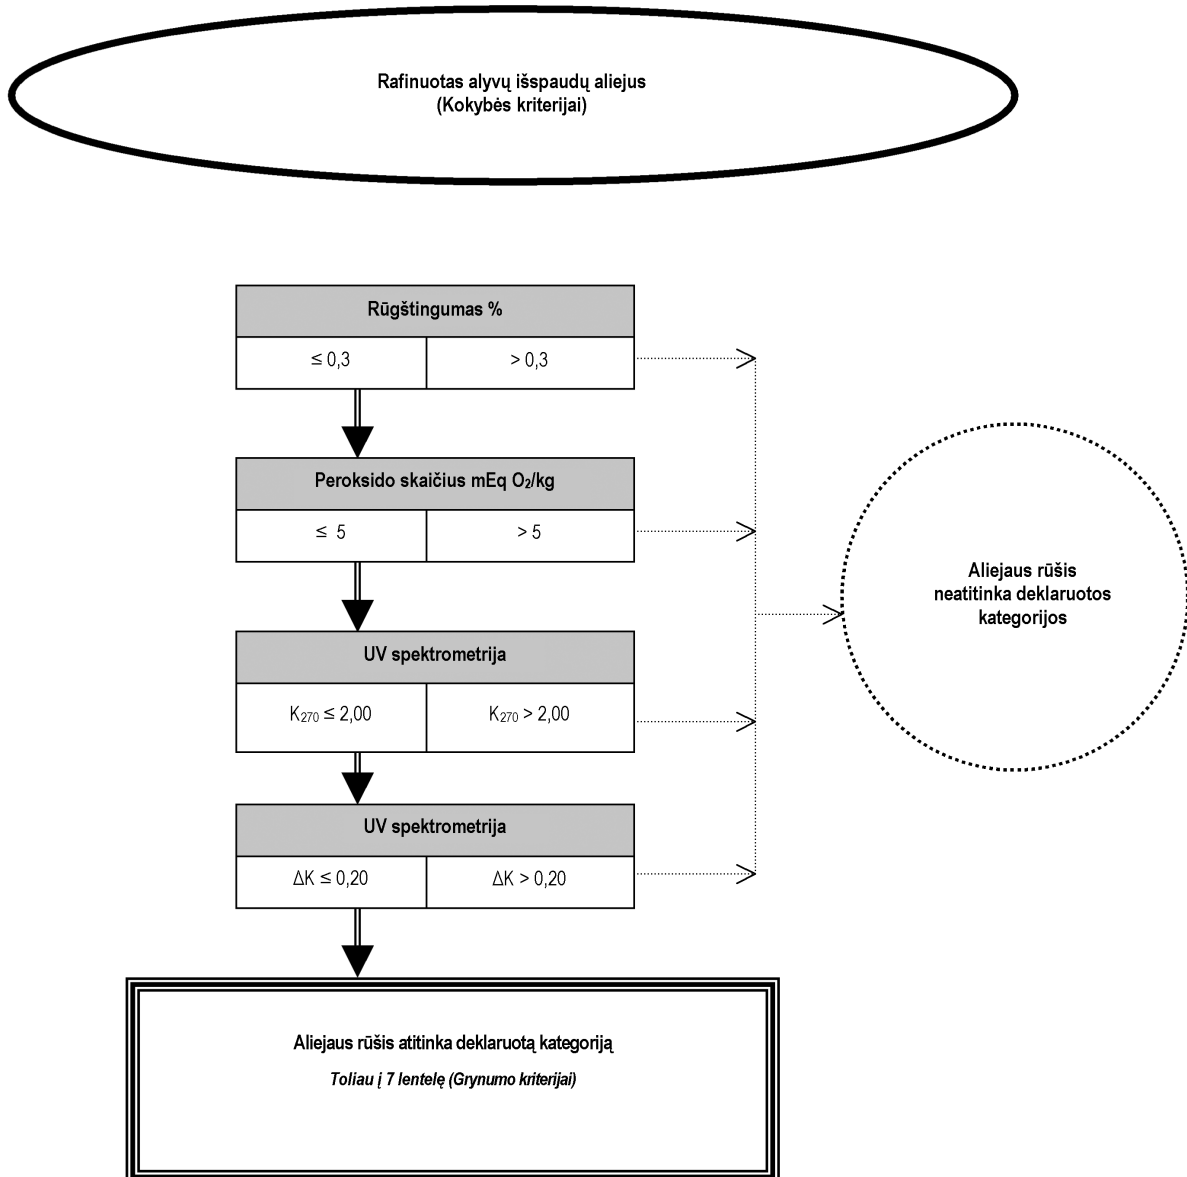 Rafinuotas alyvų išspaudų aliejus
(Kokybės kriterijai)
Rūgštingumas %
≤ 0,3
> 0,3
Peroksido skaičius mEq O₂/kg
≤ 5
> 5
Aliejaus rūšis
neatitinka deklaruotos
kategorijos
UV spektrometrija
K₂₇₀ ≤ 2,00
K₂₇₀ > 2,00
UV spektrometrija
ΔK ≤ 0,20
ΔK > 0,20
Aliejaus rūšis atitinka deklaruotą kategoriją
Toliau į 7 lentelę (Grynumo kriterijai)